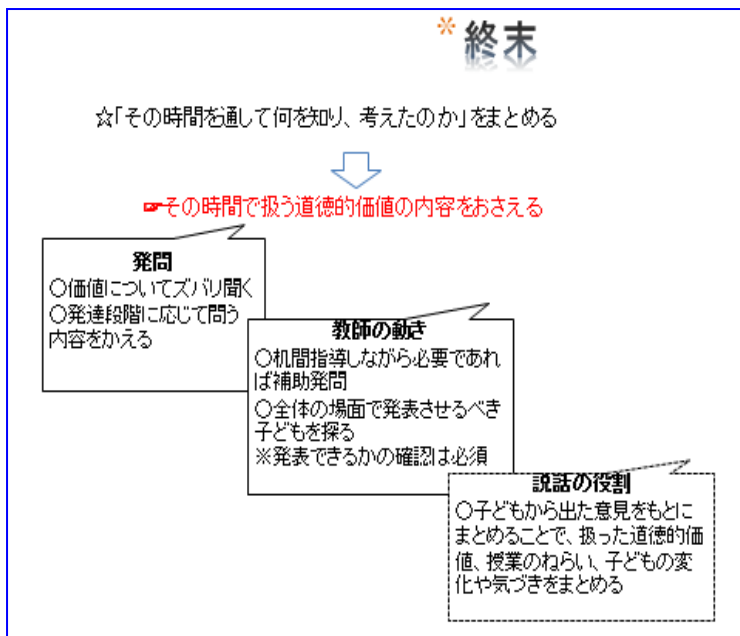 *終末
☆「その時間を通して何を知り、考えたのか」をまとめる
☛その時間で扱う道徳的価値の内容をおさえる
発問
○価値についてズバリ聞く
○発達段階に応じて問う
内容をかえる
教師の動き
○机間指導しながら必要であれ
ば補助発問
○全体の場面で発表させるべき
子どもを探る
※発表できるかの確認は必須
説話の役割
○子どもから出た意見をもとに
まとめることで、扱った道徳的価
値、授業のねらい、子どもの変
化や気づきをまとめる